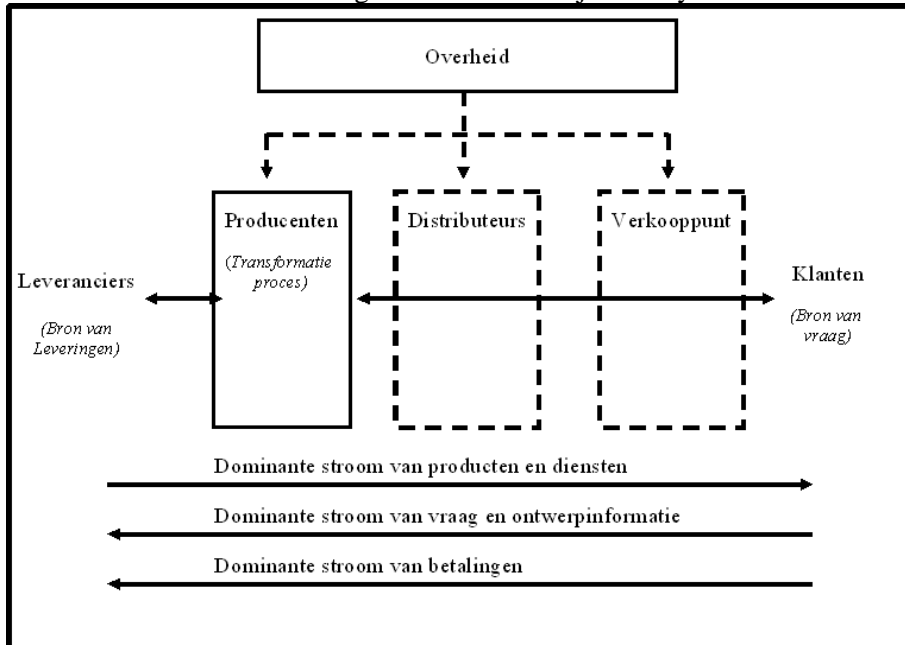 Overheid
Producenten
(Transformatie
proces)
Distributeurs
Verkooppunt
Leveranciers
(Bron van
Leveringen)
Klanten
(Bron van
vraag)
Dominante stroom van producten en diensten
Dominante stroom van vraag en ontwerpinformatie
Dominante stroom van betalingen